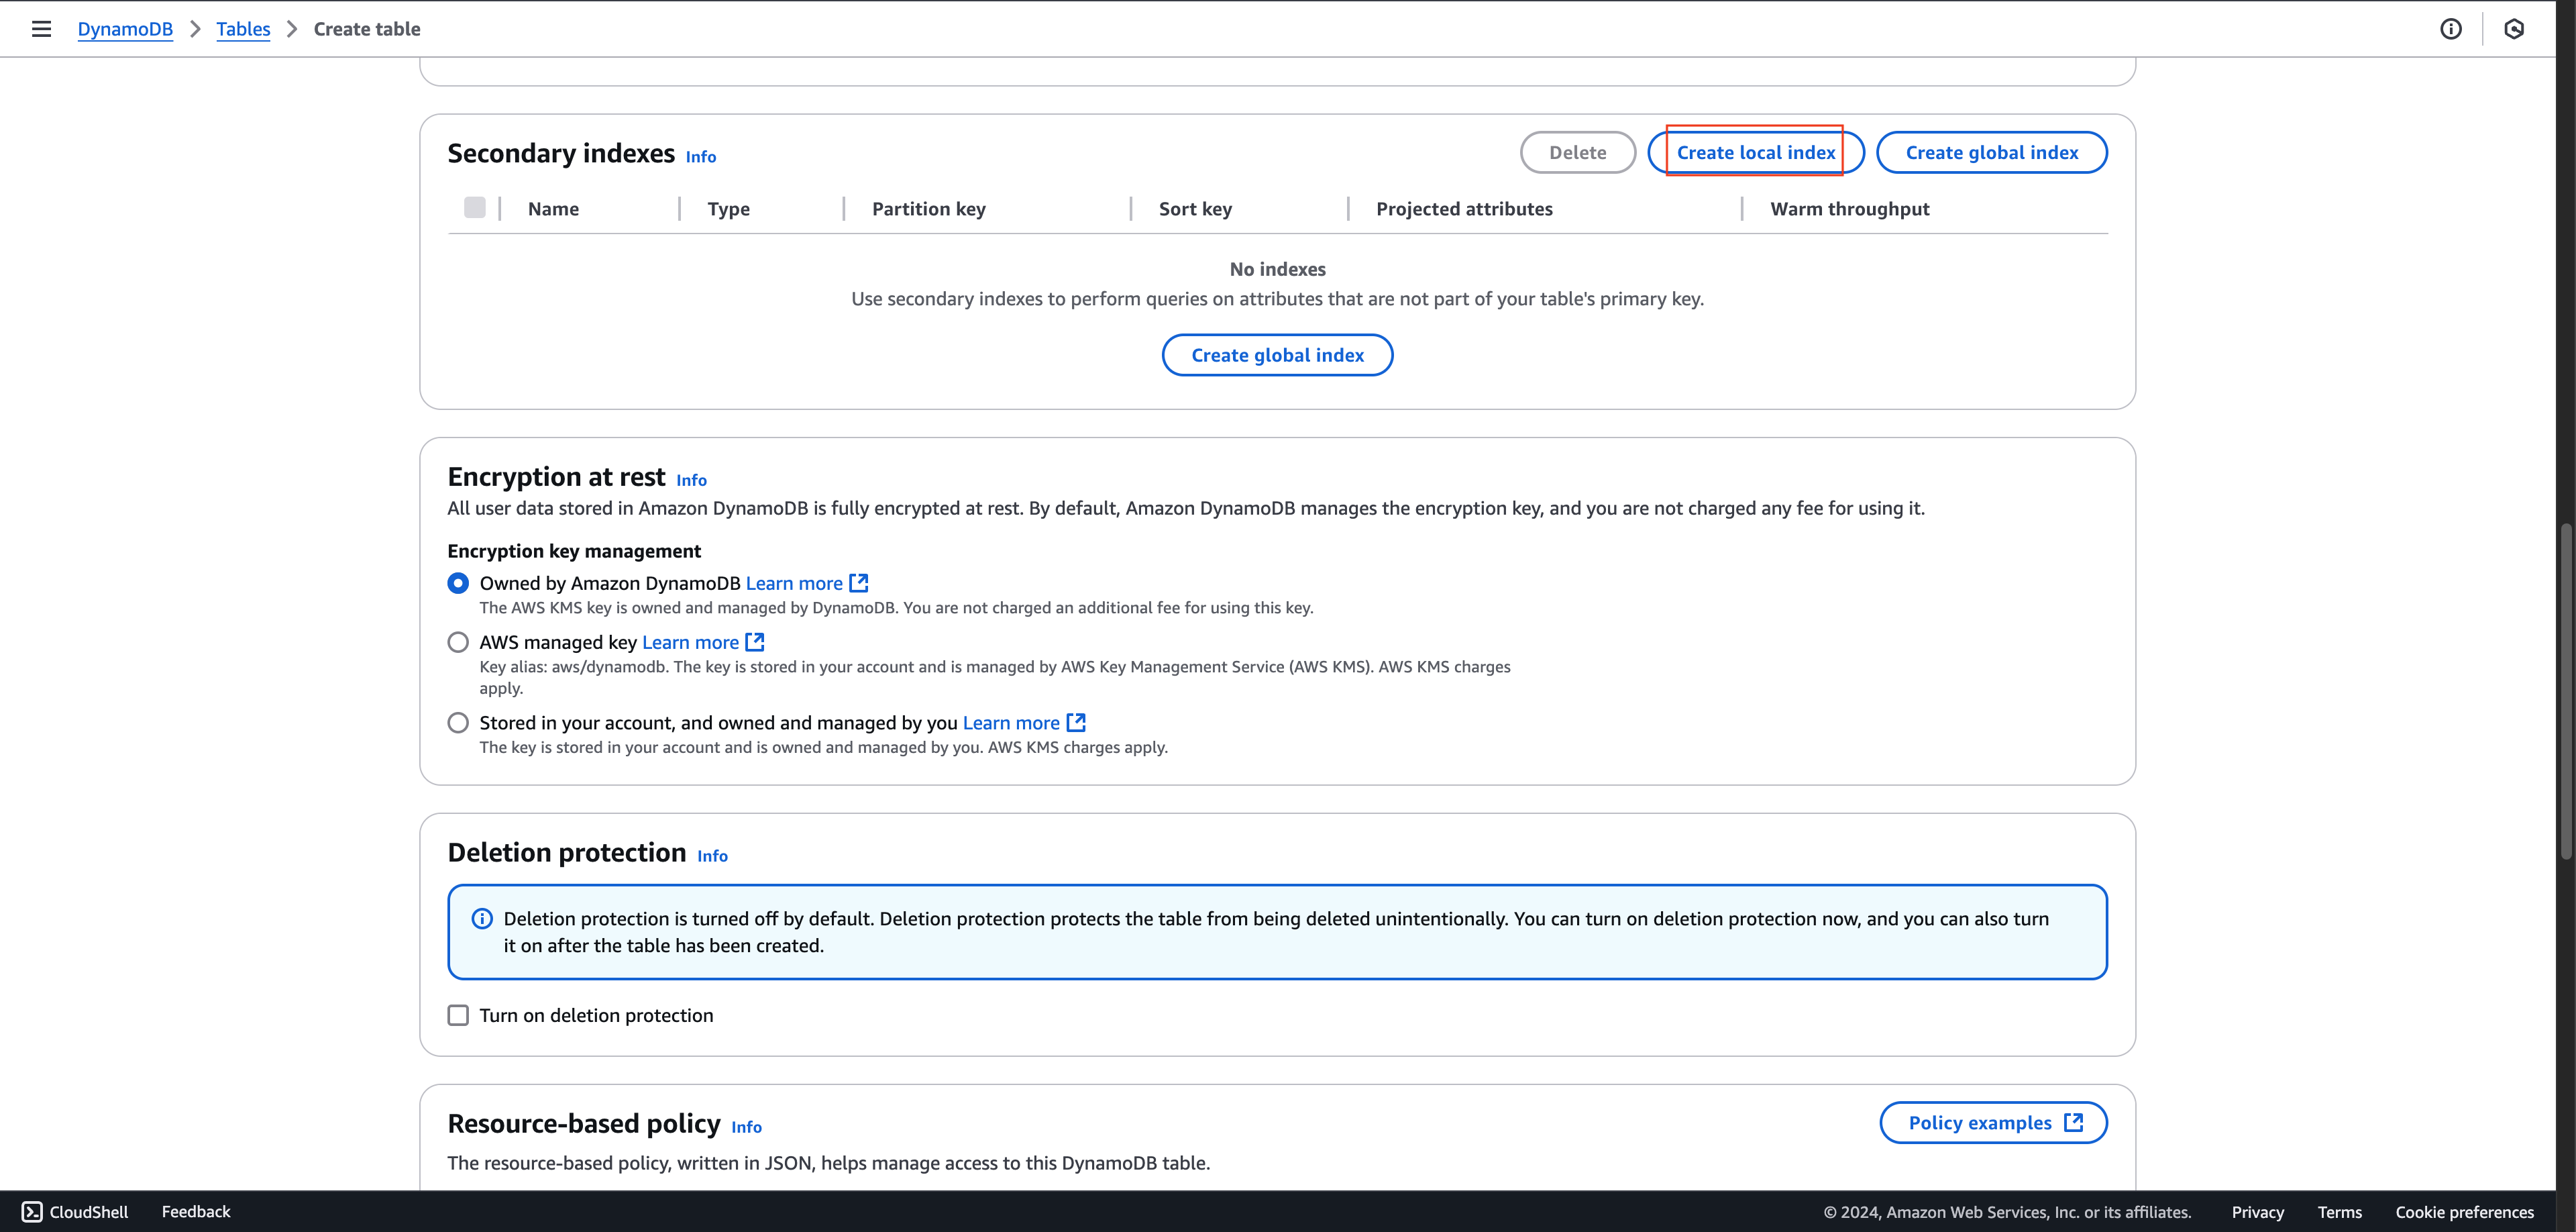 DynamoDB > Tables > Create table
Secondary indexes Info Delete Create local index Create global index
Name Type Partition key Sort key Projected attributes Warm throughput
No indexes
Use secondary indexes to perform queries on attributes that are not part of your table's primary key.
Create global index
Encryption at rest Info
All user data stored in Amazon DynamoDB is fully encrypted at rest. By default, Amazon DynamoDB manages the encryption key, and you are not charged any fee for using it.
Encryption key management
Owned by Amazon DynamoDB Learn more
The AWS KMS key is owned and managed by DynamoDB. You are not charged an additional fee for using this key.
AWS managed key Learn more
Key alias: aws/dynamodb. The key is stored in your account and is managed by AWS Key Management Service (AWS KMS). AWS KMS charges
apply.
Stored in your account, and owned and managed by you Learn more
The key is stored in your account and is owned and managed by you. AWS KMS charges apply.
Deletion protection Info
Deletion protection is turned off by default. Deletion protection protects the table from being deleted unintentionally. You can turn on deletion protection now, and you can also turn
it on after the table has been created.
Turn on deletion protection
Resource-based policy Info Policy examples
The resource-based policy, written in JSON, helps manage access to this DynamoDB table.
CloudShell Feedback © 2024, Amazon Web Services, Inc. or its affiliates. Privacy Terms Cookie preferences